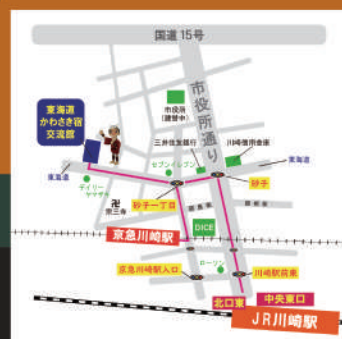 国道15号
東海道
かわさき宿
交流館
市役所
(建替中)
市役所通り
三井住友銀行
川崎信用金庫
セブンイレブン
東海道
東海道
デイリー
ヤマザキ
卍
宗三寺
砂子一丁目
砂子
DICE
京急川崎駅
京急川崎駅入口
ローソン
川崎駅前東
北口東
中央東口
JR川崎駅